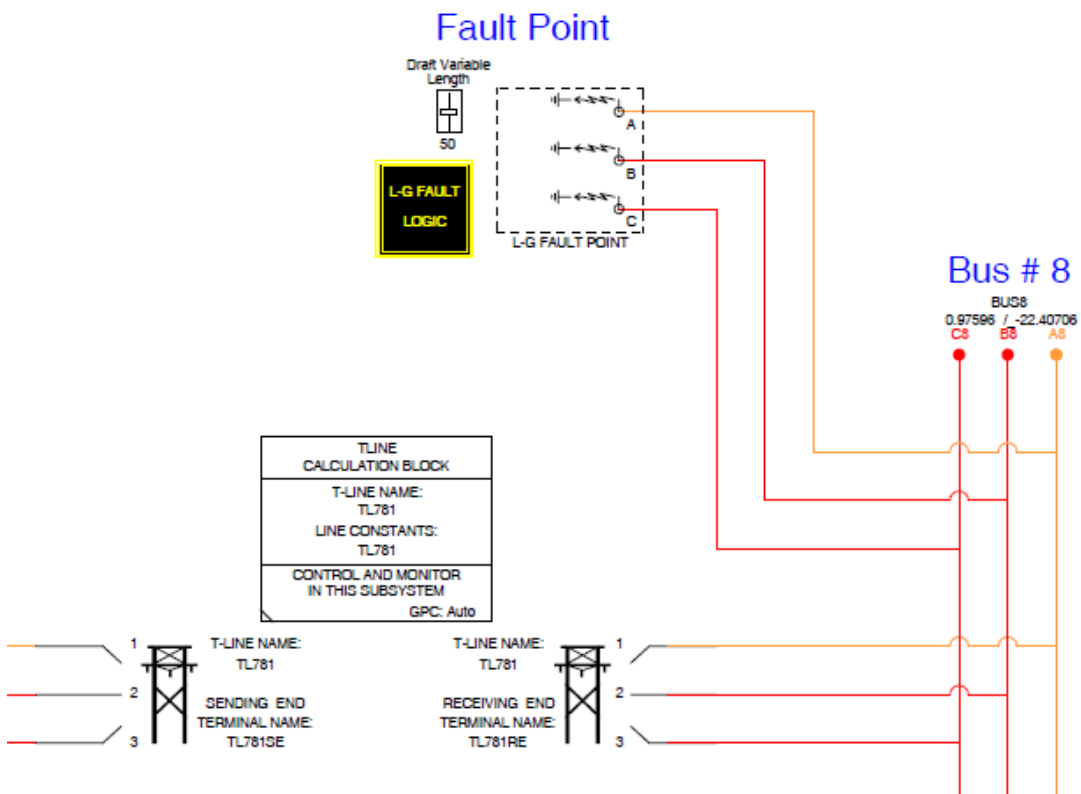 Fault Point
Draft Variable
Length
50
L-G FAULT
LOGIC
A
B
C
L-G FAULT POINT
Bus # 8
BUS8
0.97596 /_-22.40706
C8 B8 A8
TLINE
CALCULATION BLOCK
T-LINE NAME:
TL781
LINE CONSTANTS:
TL781
CONTROL AND MONITOR
IN THIS SUBSYSTEM
GPC: Auto
1
2
3
T-LINE NAME:
TL781
SENDING END
TERMINAL NAME:
TL781SE
T-LINE NAME:
TL781
RECEIVING END
TERMINAL NAME:
TL781RE
1
2
3